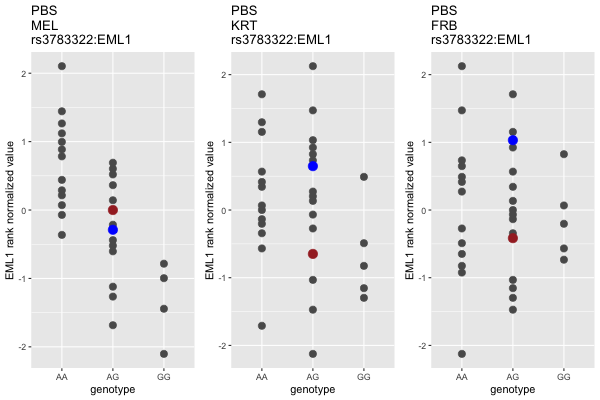 PBS
MEL
rs3783322:EML1
EML1 rank normalized value
2
1
0
-1
-2
AA
AG
GG
genotype
PBS
KRT
rs3783322:EML1
EML1 rank normalized value
2
1
0
-1
-2
AA
AG
GG
genotype
PBS
FRB
rs3783322:EML1
EML1 rank normalized value
2
1
0
-1
-2
AA
AG
GG
genotype